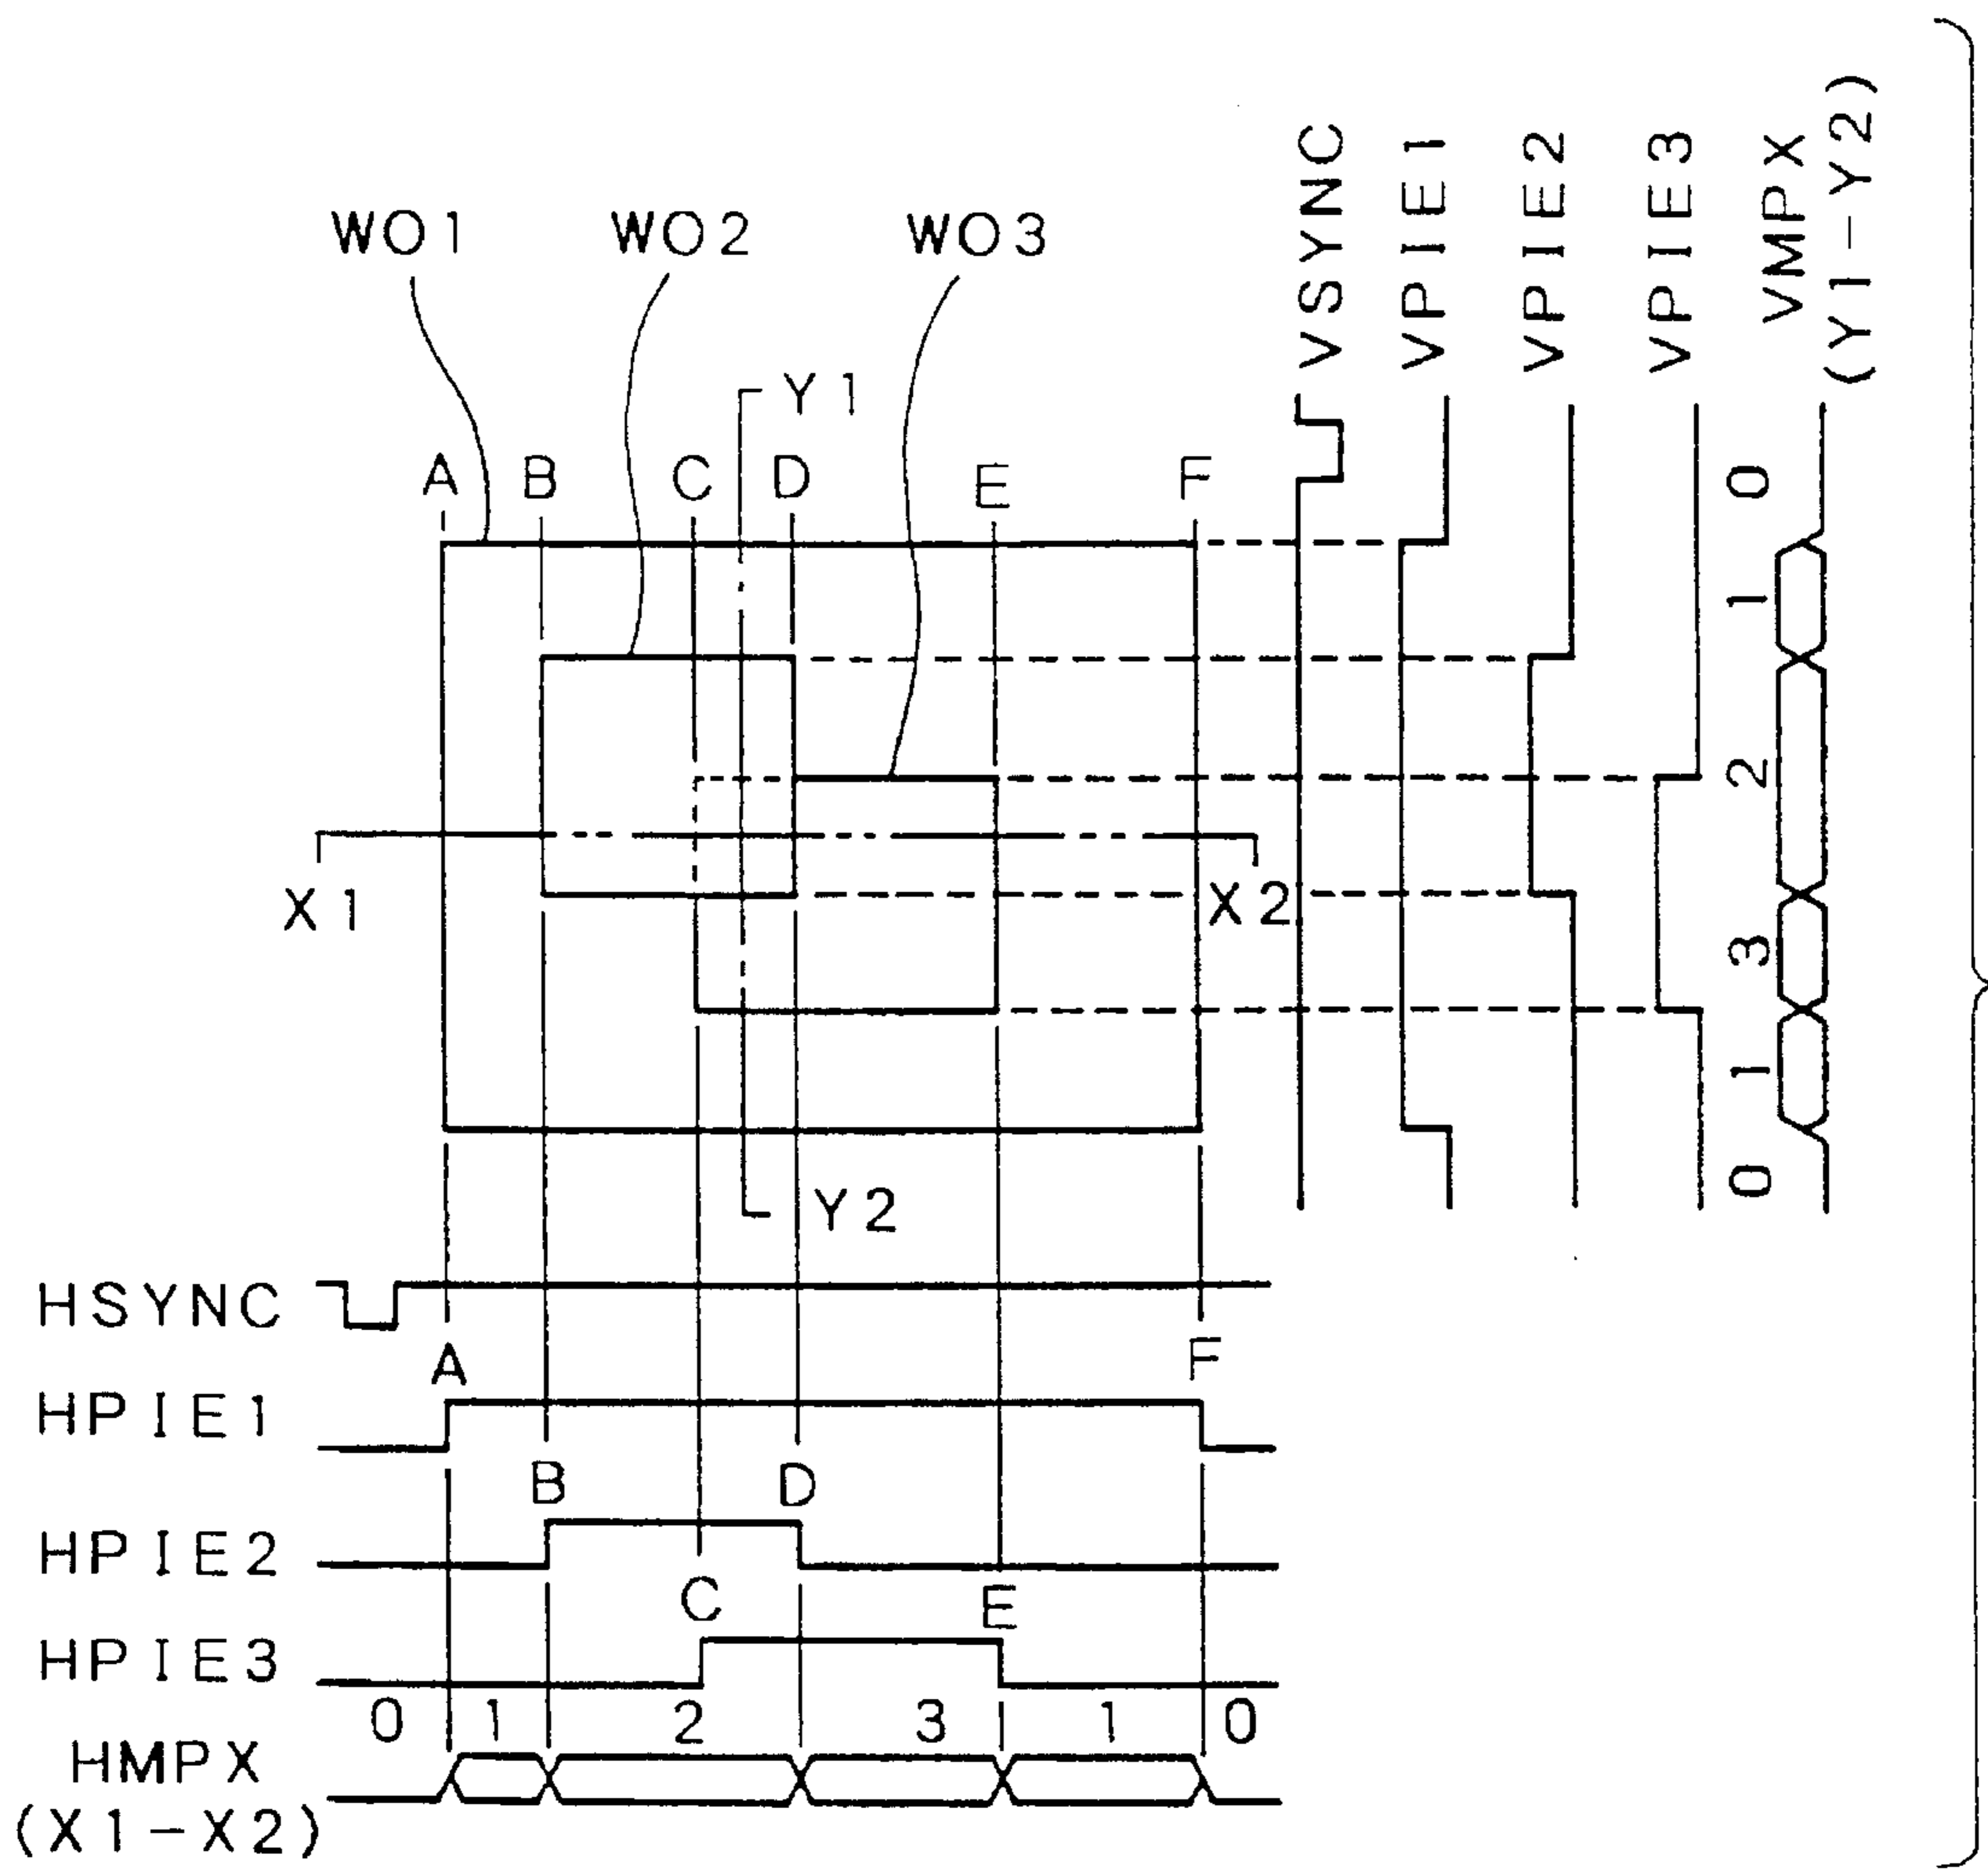 WO1 WO2 WO3
VSYNC
VPIE1
VPIE2
VPIE3
VMPX
(Y1-Y2)
Y1
A B C D E F
0
1
2
3
1
0
X1 X2
Y2
HSYNC
A F
HPIE1
B D
HPIE2
C E
HPIE3
0 1 2 3 1 0
HMPX
(X1-X2)